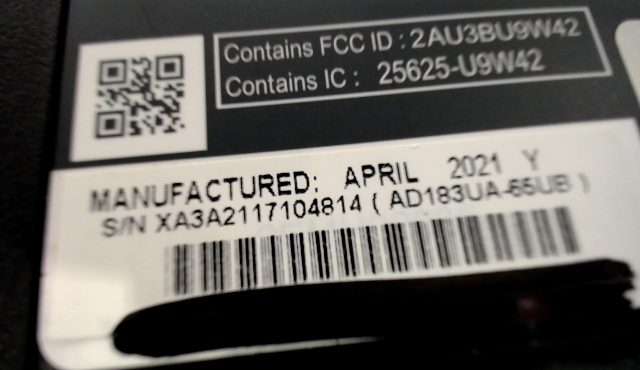 Contains FCC ID : 2AU3BU9W42
Contains IC : 25625-U9W42
MANUFACTURED: APRIL 2021 Y
S/N XA3A2117104814 ( AD183UA-65UB )